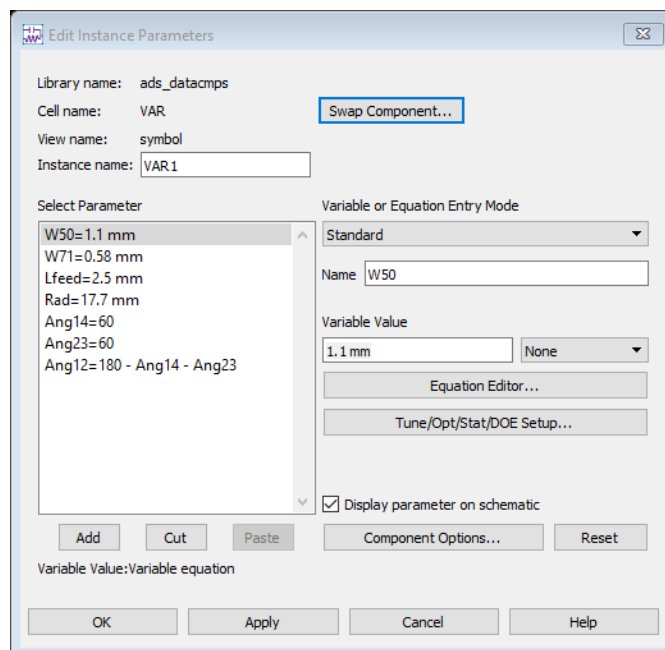 Edit Instance Parameters
Library name: ads_datacmps
Cell name: VAR
Swap Component...
View name: symbol
Instance name: VAR1
Select Parameter
W50=1.1 mm
W71=0.58 mm
Lfeed=2.5 mm
Rad=17.7 mm
Ang14=60
Ang23=60
Ang12=180 - Ang14 - Ang23
Variable or Equation Entry Mode
Standard
Name W50
Variable Value
1.1 mm None
Equation Editor...
Tune/Opt/Stat/DOE Setup...
Display parameter on schematic
Add Cut Paste Component Options... Reset
Variable Value:Variable equation
OK Apply Cancel Help